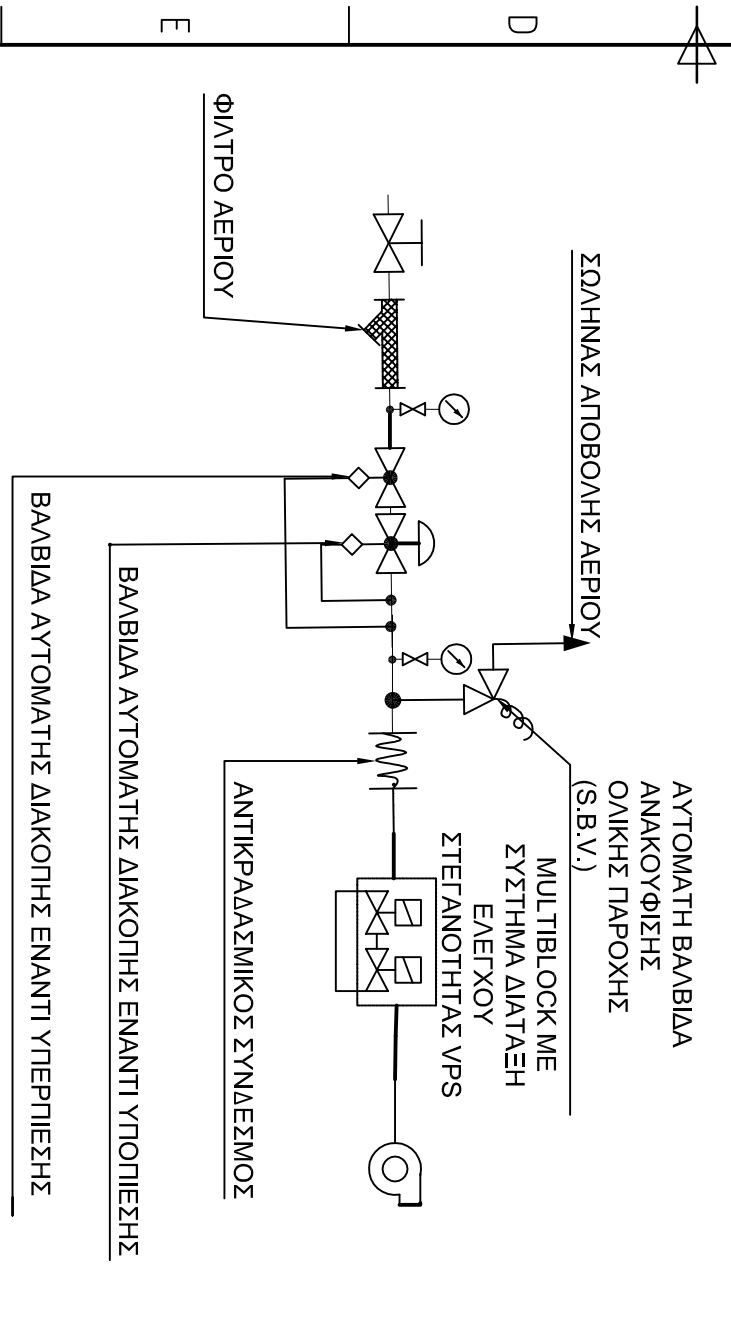 E
D
ΦΙΛΤΡΟ ΑΕΡΙΟΥ
ΣΩΛΗΝΑΣ ΑΠΟΒΟΛΗΣ ΑΕΡΙΟΥ
ΑΥΤΟΜΑΤΗ ΒΑΛΒΙΔΑ
ΑΝΑΚΟΥΦΙΣΗΣ
ΟΛΙΚΗΣ ΠΑΡΟΧΗΣ
(S.B.V.)
MULTIBLOCK ΜΕ
ΣΥΣΤΗΜΑ ΔΙΑΤΑΞΗ
ΕΛΕΓΧΟΥ
ΣΤΕΓΑΝΟΤΗΤΑΣ VPS
ΑΝΤΙΚΡΑΔΑΣΜΙΚΟΣ ΣΥΝΔΕΣΜΟΣ
ΒΑΛΒΙΔΑ ΑΥΤΟΜΑΤΗΣ ΔΙΑΚΟΠΗΣ ΕΝΑΝΤΙ ΥΠΟΠΙΕΣΗΣ
ΒΑΛΒΙΔΑ ΑΥΤΟΜΑΤΗΣ ΔΙΑΚΟΠΗΣ ΕΝΑΝΤΙ ΥΠΕΡΠΙΕΣΗΣ